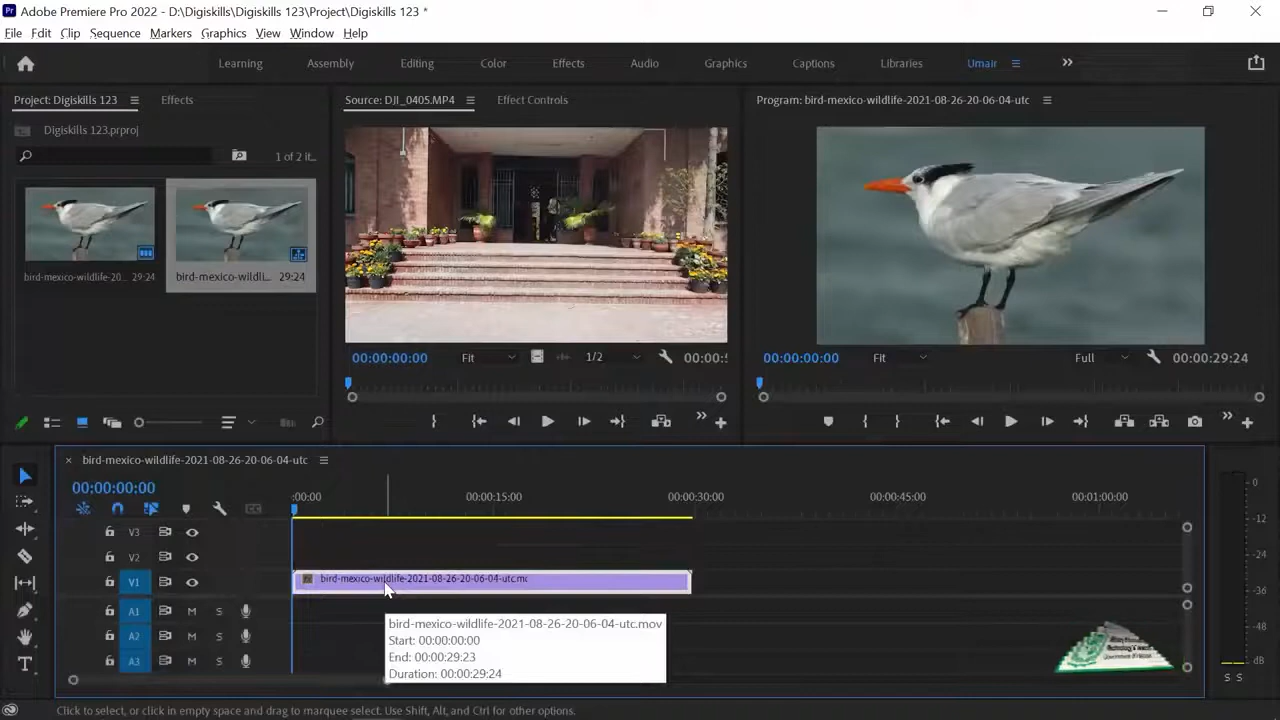 Adobe Premiere Pro 2022 - D:\Digiskills\Digiskills 123\Project\Digiskills 123 *
File Edit Clip Sequence Markers Graphics View Window Help
Learning Assembly Editing Color Effects Audio Graphics Captions Libraries Umair
Project: Digiskills 123 Effects
Source: DJI_0405.MP4 Effect Controls
Program: bird-mexico-wildlife-2021-08-26-20-06-04-utc
Digiskills 123.prproj
1 of 2 it...
bird-mexico-wildlife-20... 29:24
bird-mexico-wildli... 29:24
00:00:00:00 Fit 1/2 00:00:5
00:00:00:00 Fit Full 00:00:29:24
bird-mexico-wildlife-2021-08-26-20-06-04-utc
00:00:00:00
:00:00 00:00:15:00 00:00:30:00 00:00:45:00 00:01:00:00
V3
V2
V1 bird-mexico-wildlife-2021-08-26-20-06-04-utc.mo
A1 M S
A2 M S
A3 M S
bird-mexico-wildlife-2021-08-26-20-06-04-utc.mov
Start: 00:00:00:00
End: 00:00:29:23
Duration: 00:00:29:24
0
-12
-24
-36
-48
dB
S S
Click to select, or click in empty space and drag to marquee select. Use Shift, Alt, and Ctrl for other options.